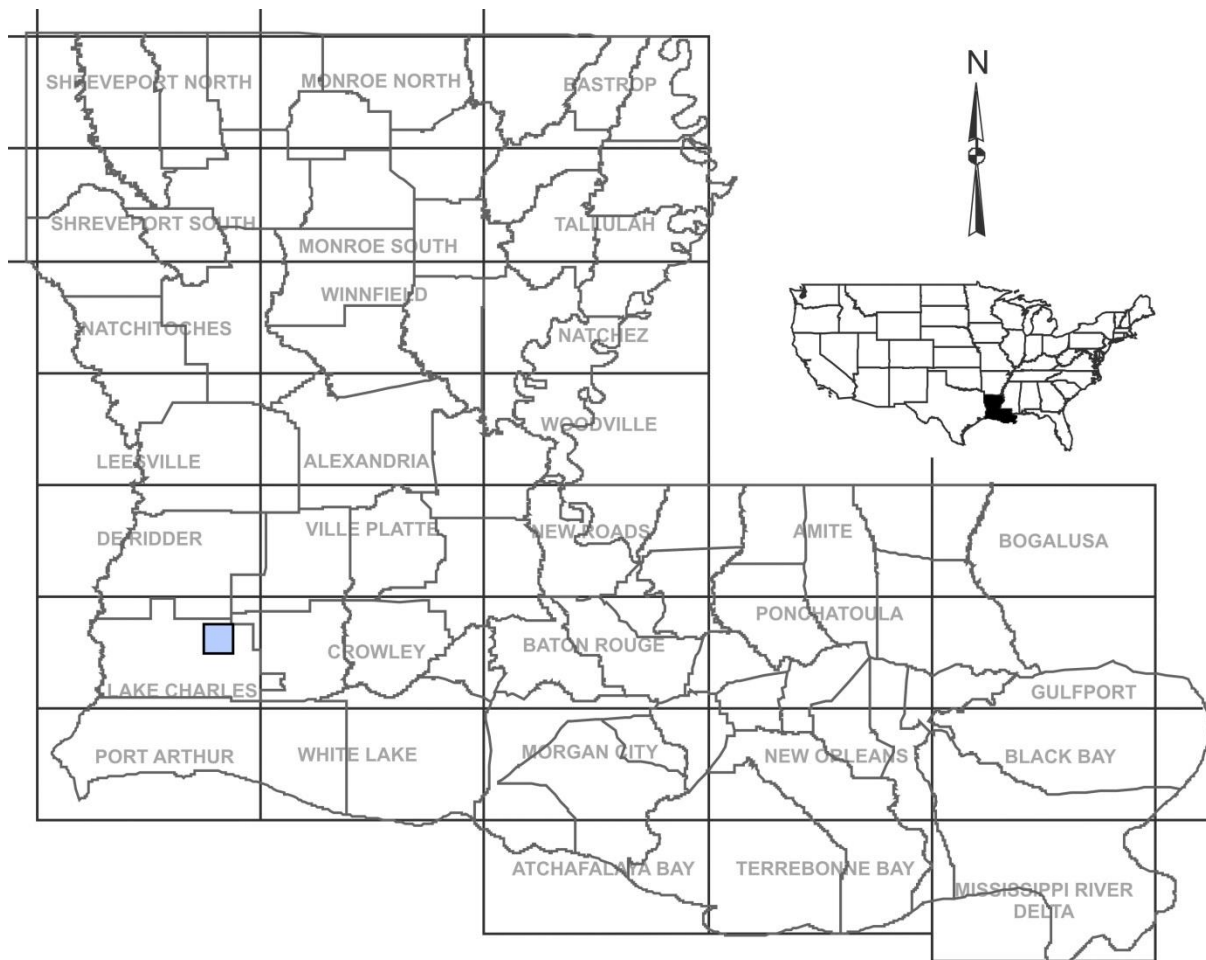 N
SHREVEPORT NORTH
MONROE NORTH
BASTROP
SHREVEPORT SOUTH
MONROE SOUTH
TALLULAH
NATCHITOCHES
WINNFIELD
NATCHEZ
LEESVILLE
ALEXANDRIA
WOODVILLE
DE RIDDER
VILLE PLATTE
NEW ROADS
AMITE
BOGALUSA
LAKE CHARLES
CROWLEY
BATON ROUGE
PONCHATOULA
GULFPORT
PORT ARTHUR
WHITE LAKE
MORGAN CITY
NEW ORLEANS
BLACK BAY
ATCHAFALAYA BAY
TERREBONNE BAY
MISSISSIPPI RIVER
DELTA